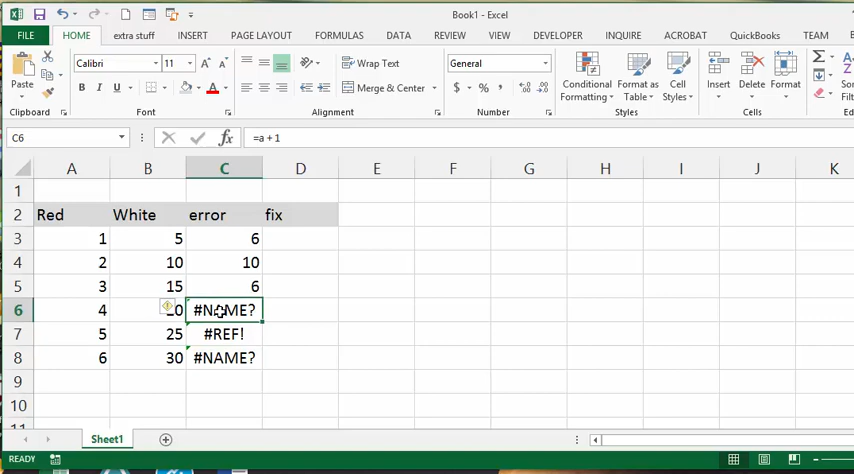 Book1 - Excel
FILE HOME extra stuff INSERT PAGE LAYOUT FORMULAS DATA REVIEW VIEW DEVELOPER INQUIRE ACROBAT QuickBooks Team
Calibri 11 Wrap Text General
Paste B I U A Merge & Center $ % , Conditional Formatting Format as Table Cell Styles Insert Delete Format
Clipboard Font Alignment Number Styles Cells
C6 fx =a + 1
A B C D E F G H I J K
1
2 Red White error fix
3 1 5 6
4 2 10 10
5 3 15 6
6 4 20 #NAME?
7 5 25 #REF!
8 6 30 #NAME?
9
10
11
Sheet1
READY